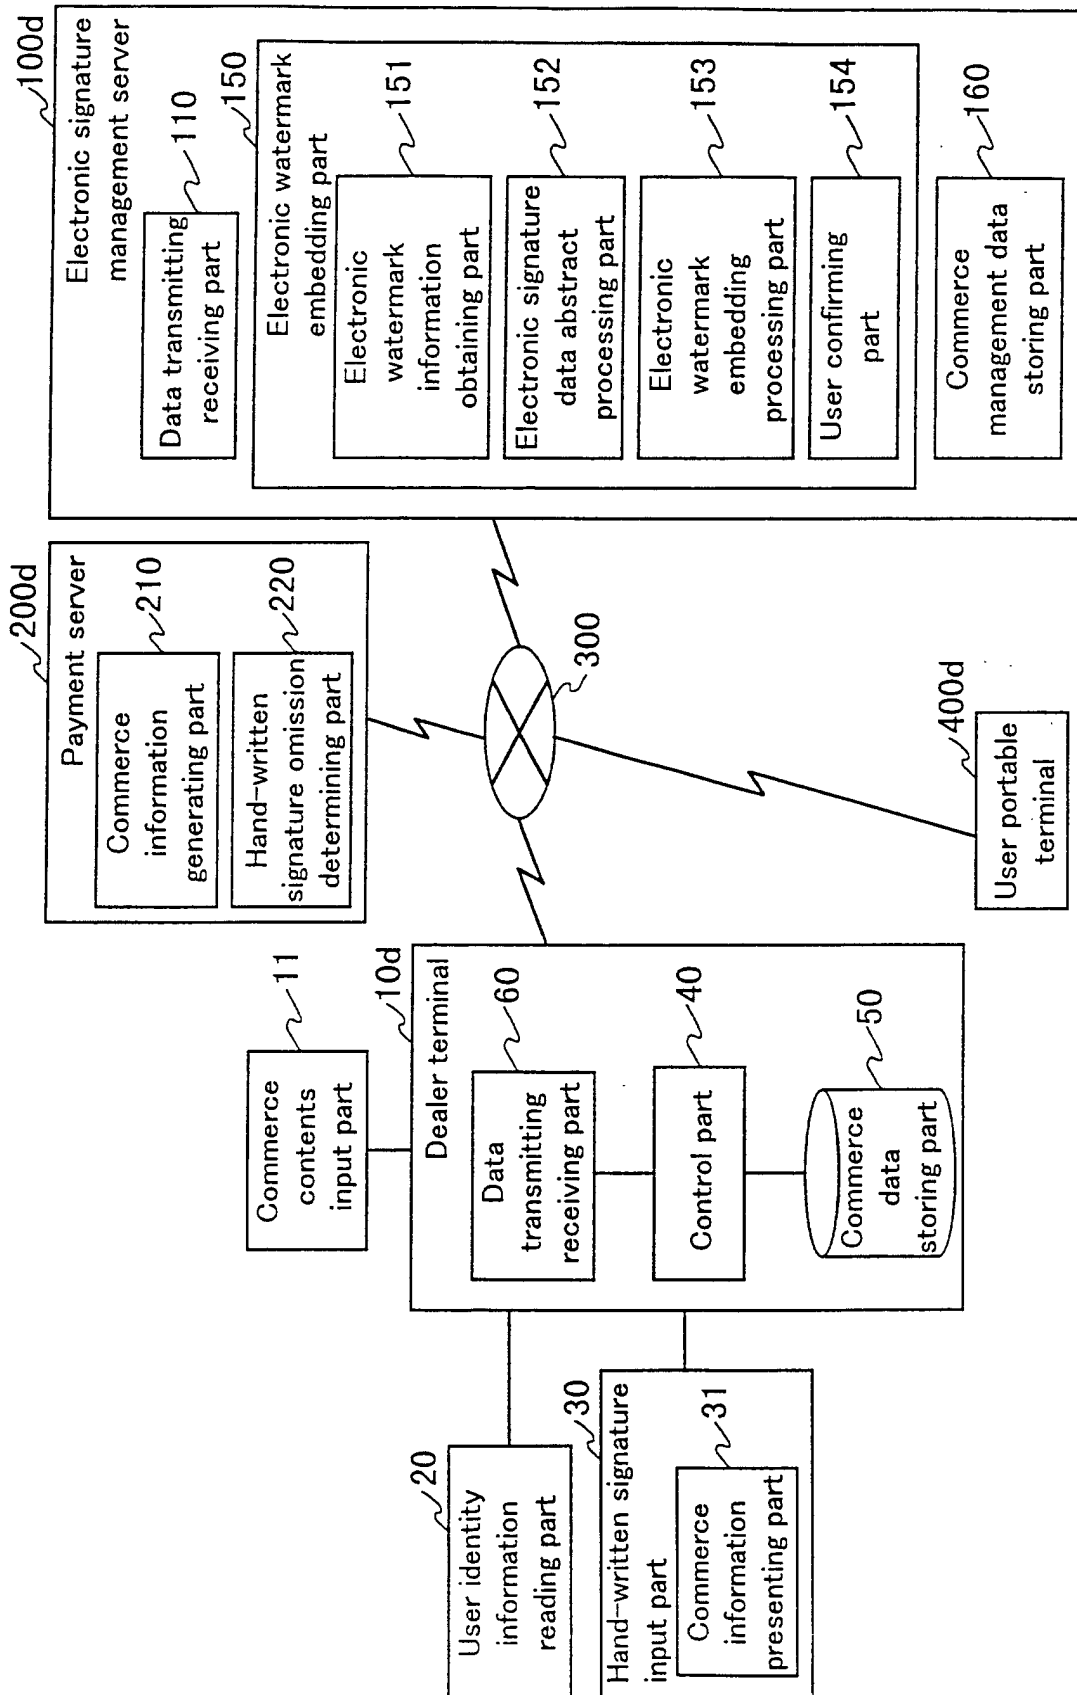 100d
Electronic signature
management server
110
Data transmitting
receiving part
150
Electronic watermark
embedding part
151
Electronic
watermark
information
obtaining part
152
Electronic signature
data abstract
processing part
153
Electronic
watermark
embedding
processing part
154
User confirming
part
160
Commerce
management data
storing part
200d
Payment server
210
Commerce
information
generating part
220
Hand-written
signature omission
determining part
300
400d
User portable
terminal
11
Commerce
contents
input part
10d
Dealer terminal
60
Data
transmitting
receiving part
40
Control part
50
Commerce
data
storing part
20
User identity
information
reading part
30
Hand-written signature
input part
31
Commerce
information
presenting part